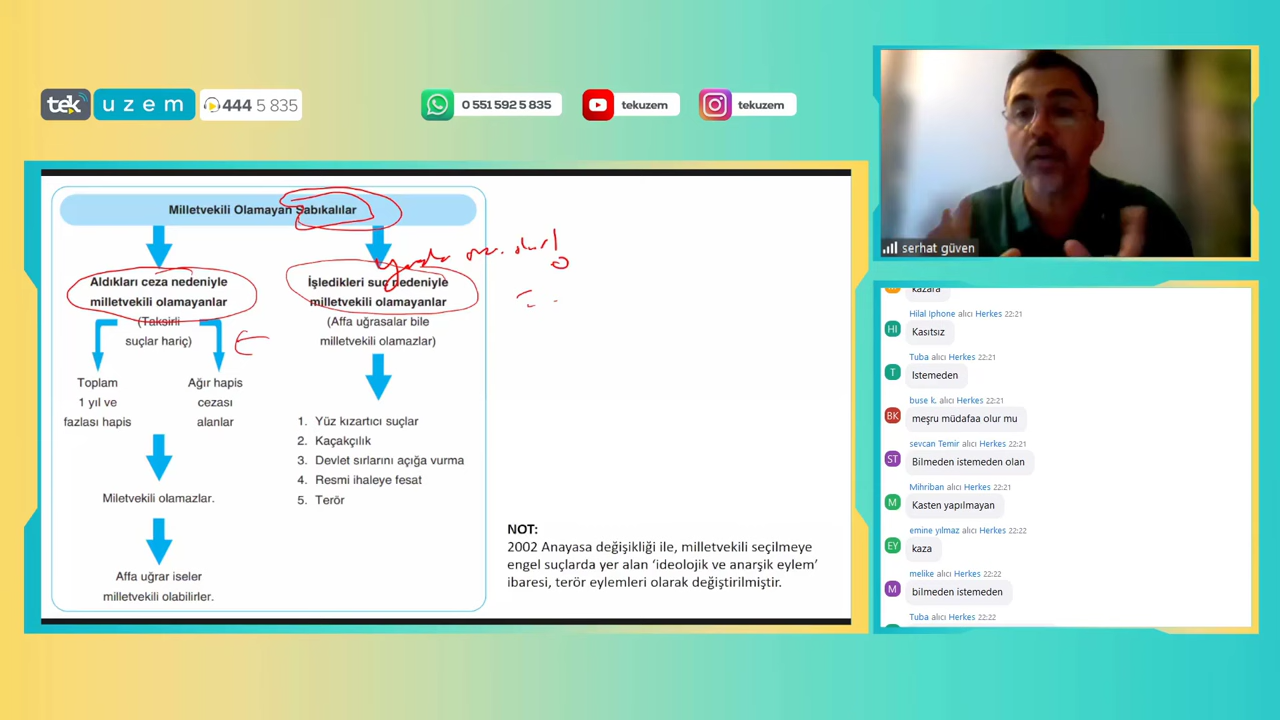 tek uzem 444 5 835
0 551 592 5 835
tekuzem
tekuzem
Milletvekili Olamayan Sabıkalılar
Aldıkları ceza nedeniyle
milletvekili olamayanlar
(Taksirli
suçlar hariç)
Toplam
1 yıl ve
fazlası hapis
Ağır hapis
cezası
alanlar
Miletvekili olamazlar.
Affa uğrar iseler
milletvekili olabilirler.
İşledikleri suç nedeniyle
milletvekili olamayanlar
(Affa uğrasalar bile
milletvekili olamazlar)
1. Yüz kızartıcı suçlar
2. Kaçakçılık
3. Devlet sırlarını açığa vurma
4. Resmi ihaleye fesat
5. Terör
NOT:
2002 Anayasa değişikliği ile, milletvekili seçilmeye
engel suçlarda yer alan ‘ideolojik ve anarşik eylem’
ibaresi, terör eylemleri olarak değiştirilmiştir.
serhat güven
kazara
Hilal Iphone alıcı Herkes 22:21
HI Kasıtsız
Tuba alıcı Herkes 22:21
T Istemeden
buse k. alıcı Herkes 22:21
BK meşru müdafaa olur mu
sevcan Temir alıcı Herkes 22:21
ST Bilmeden istemeden olan
Mihriban alıcı Herkes 22:21
M Kasten yapılmayan
emine yılmaz alıcı Herkes 22:22
EY kaza
melike alıcı Herkes 22:22
M bilmeden istemeden
Tuba alıcı Herkes 22:22